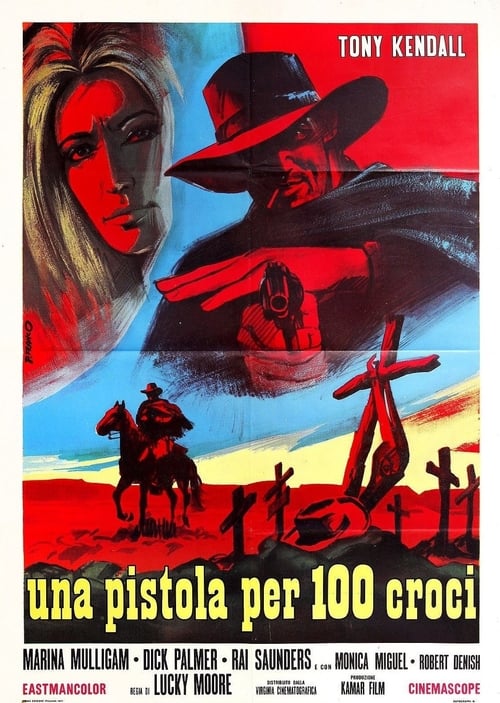 TONY KENDALL
una pistola per 100 croci
MARINA MULLIGAM • DICK PALMER • RAI SAUNDERS E CON MONICA MIGUEL • ROBERT DENISH
EASTMANCOLOR REGIA DI LUCKY MOORE DISTRIBUITO DALLA VIRGINIA CINEMATOGRAFICA PRODUZIONE KAMAR FILM CINEMASCOPE